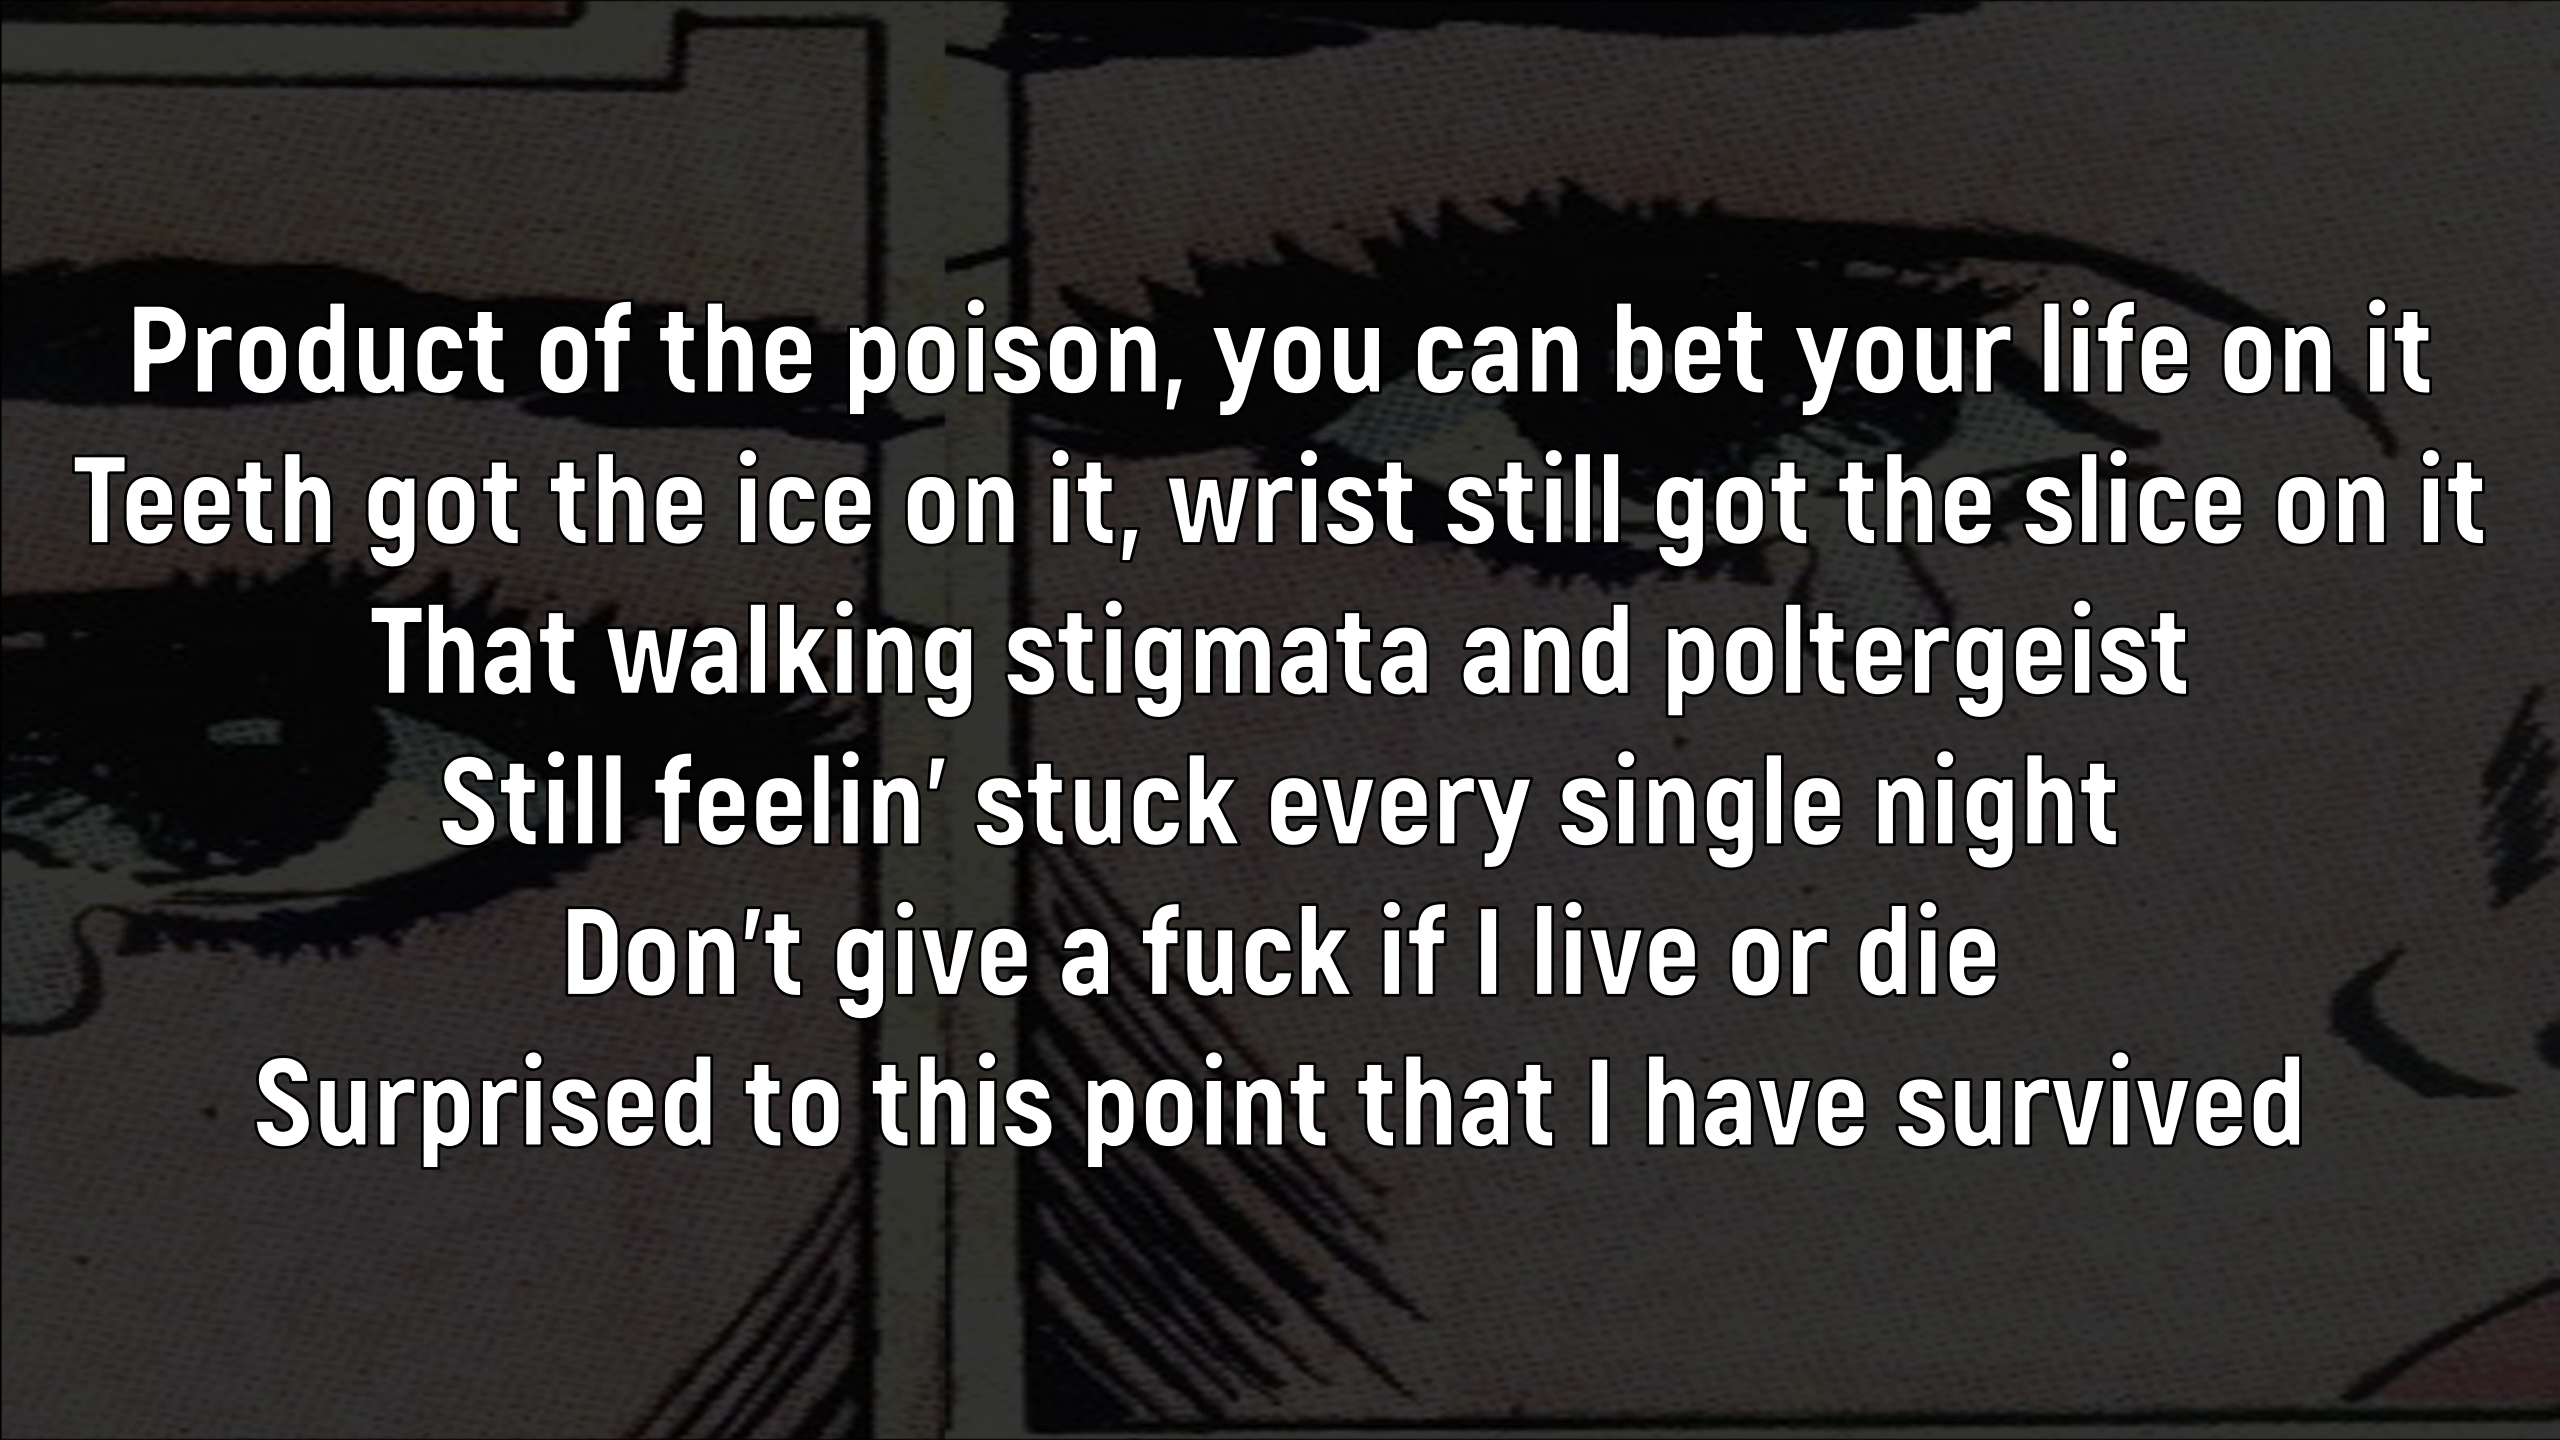 Product of the poison, you can bet your life on it
Teeth got the ice on it, wrist still got the slice on it
That walking stigmata and poltergeist
Still feelin’ stuck every single night
Don’t give a fuck if I live or die
Surprised to this point that I have survived